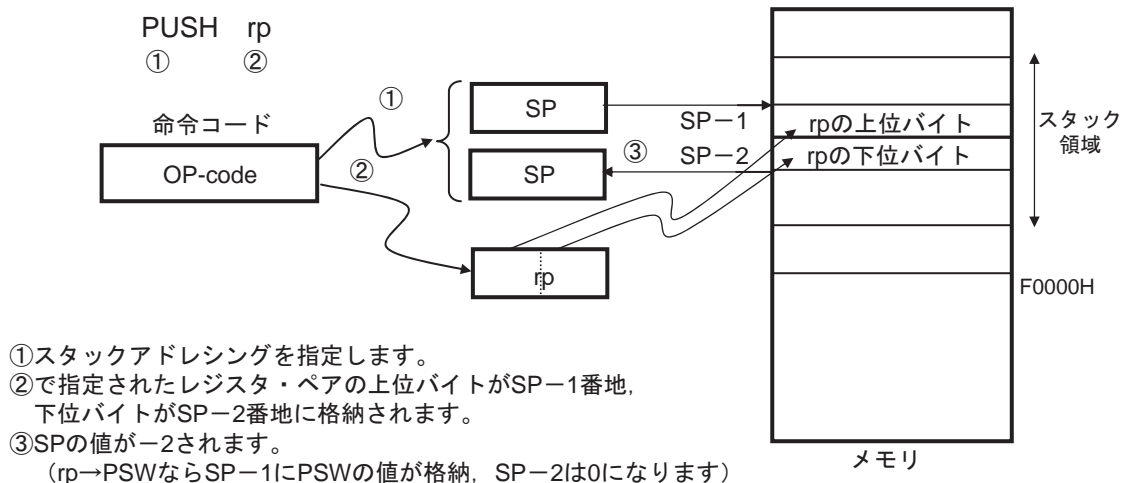 PUSH rp
① ②
命令コード
OP-code
①
②
SP
SP
③
rp
SP－1
SP－2
rpの上位バイト
rpの下位バイト
スタック
領域
F0000H
メモリ
①スタックアドレシングを指定します。
②で指定されたレジスタ・ペアの上位バイトがSP－1番地，
下位バイトがSP－2番地に格納されます。
③SPの値が－2されます。
（rp→PSWならSP－1にPSWの値が格納，SP－2は0になります）